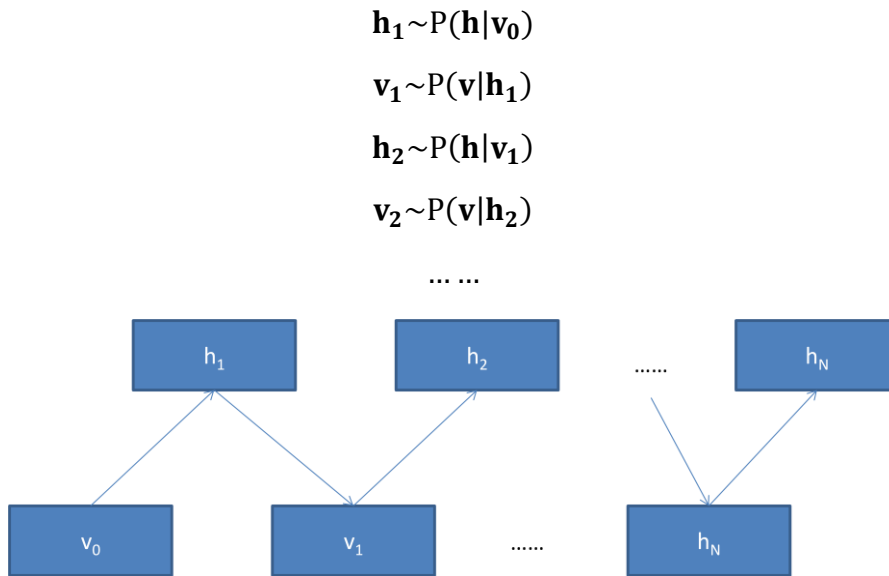 h₁~P(h|v₀)
v₁~P(v|h₁)
h₂~P(h|v₁)
v₂~P(v|h₂)
... ...
h₁ h₂ ...... h_N
v₀ v₁ ...... h_N